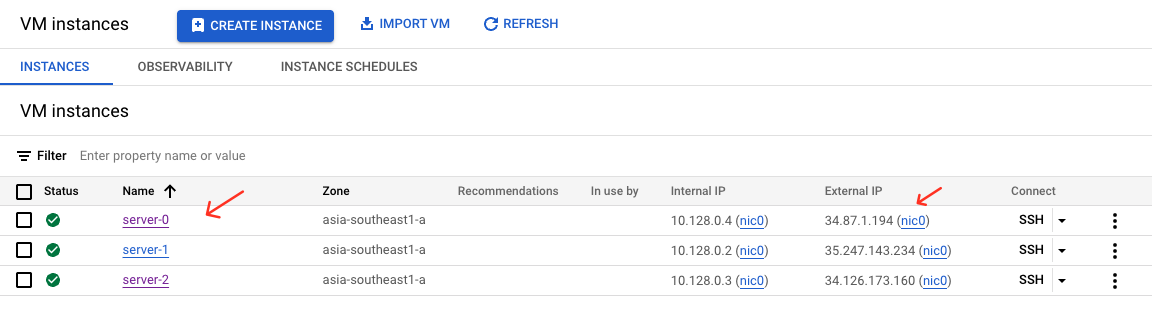 VM instances CREATE INSTANCE IMPORT VM REFRESH
INSTANCES OBSERVABILITY INSTANCE SCHEDULES
VM instances
Filter Enter property name or value
Status Name Zone Recommendations In use by Internal IP External IP Connect
server-0 asia-southeast1-a 10.128.0.4 (nic0) 34.87.1.194 (nic0) SSH
server-1 asia-southeast1-a 10.128.0.2 (nic0) 35.247.143.234 (nic0) SSH
server-2 asia-southeast1-a 10.128.0.3 (nic0) 34.126.173.160 (nic0) SSH